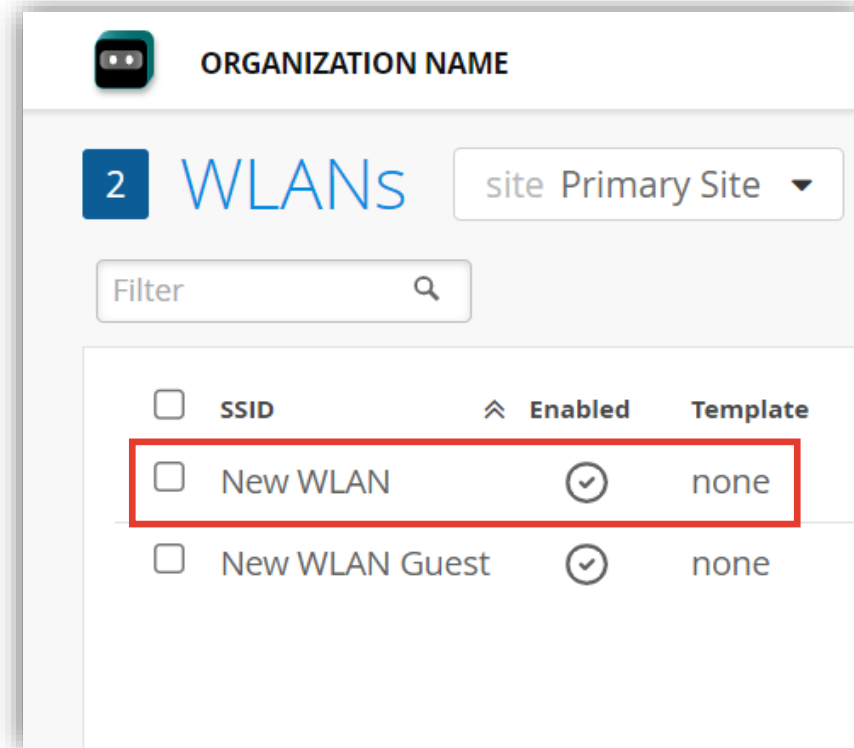 ORGANIZATION NAME
2 WLANs site Primary Site
Filter
SSID Enabled Template
New WLAN none
New WLAN Guest none